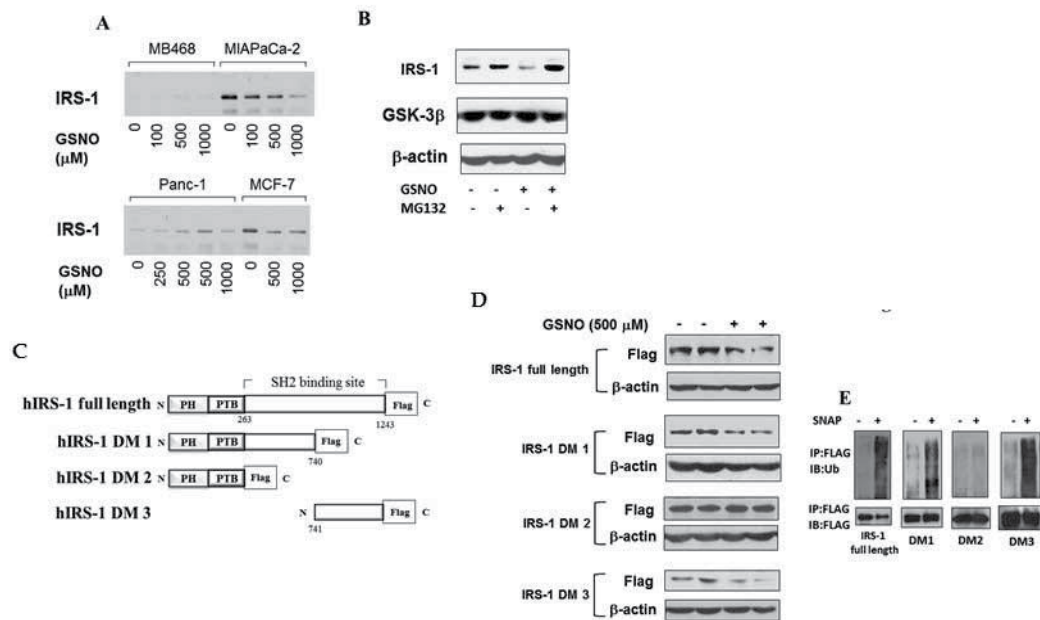 A
MB468 MIAPaCa-2
IRS-1
GSNO (μM) 0 100 500 1000 0 100 500 1000
Panc-1 MCF-7
IRS-1
GSNO (μM) 0 250 500 500 1000 0 500 1000
B
IRS-1
GSK-3β
β-actin
GSNO - - + +
MG132 - + - +
C
SH2 binding site
hIRS-1 full length N PH PTB Flag C
263 1243
hIRS-1 DM 1 N PH PTB Flag C
740
hIRS-1 DM 2 N PH PTB Flag C
hIRS-1 DM 3 N Flag C
741
D
GSNO (500 μM) - - + +
IRS-1 full length Flag
β-actin
IRS-1 DM 1 Flag
β-actin
IRS-1 DM 2 Flag
β-actin
IRS-1 DM 3 Flag
β-actin
E
SNAP - + - + - + - +
IP:FLAG
IB:Ub
IP:FLAG
IB:FLAG
IRS-1 full length DM1 DM2 DM3